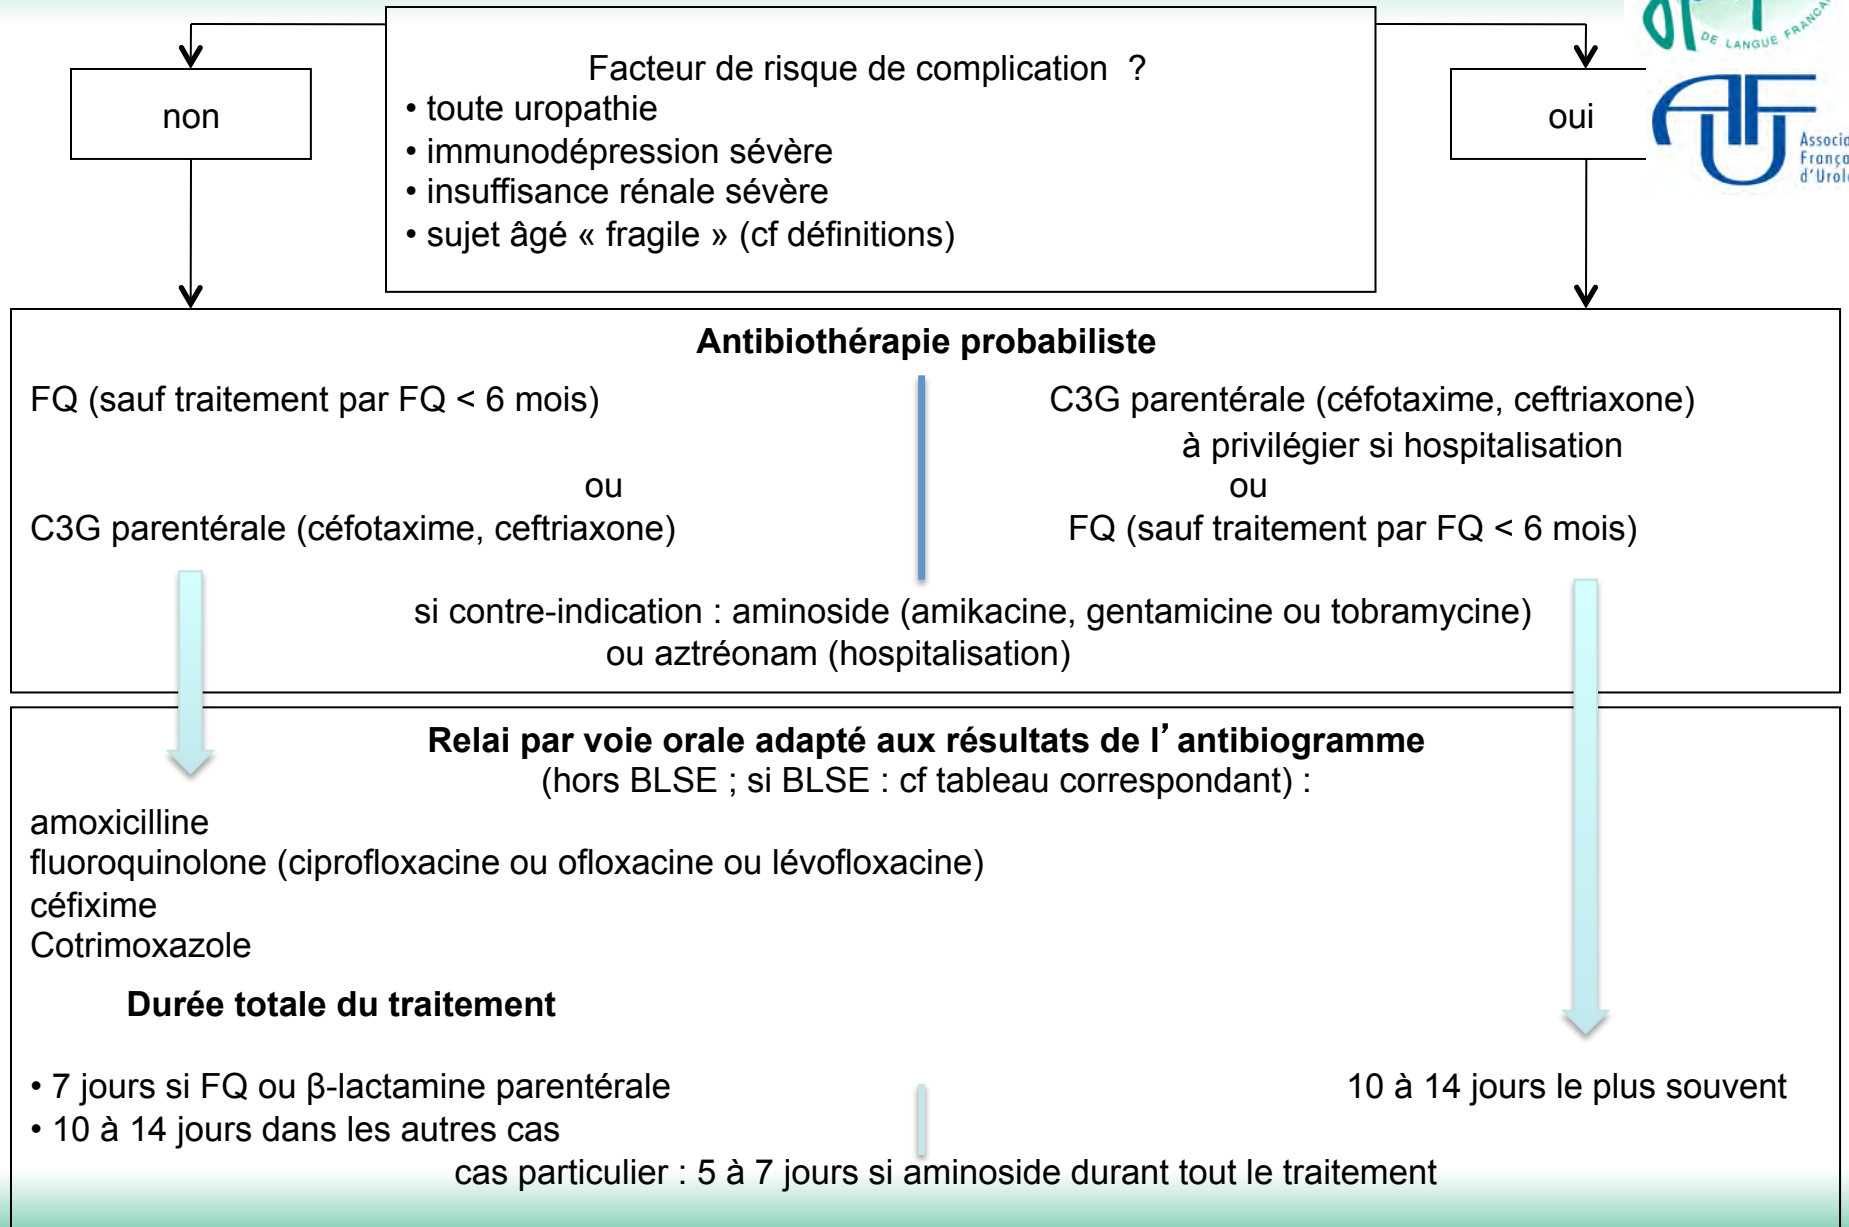 DE LANGUE FRANÇA
Facteur de risque de complication ?
non
• toute uropathie
• immunodépression sévère
• insuffisance rénale sévère
• sujet âgé « fragile » (cf définitions)
oui
Associa
França
d'Urol
Antibiothérapie probabiliste
FQ (sauf traitement par FQ < 6 mois)
ou
C3G parentérale (céfotaxime, ceftriaxone)
C3G parentérale (céfotaxime, ceftriaxone)
à privilégier si hospitalisation
ou
FQ (sauf traitement par FQ < 6 mois)
si contre-indication : aminoside (amikacine, gentamicine ou tobramycine)
ou aztréonam (hospitalisation)
Relai par voie orale adapté aux résultats de l’antibiogramme
(hors BLSE ; si BLSE : cf tableau correspondant) :
amoxicilline
fluoroquinolone (ciprofloxacine ou ofloxacine ou lévofloxacine)
céfixime
Cotrimoxazole
Durée totale du traitement
• 7 jours si FQ ou β-lactamine parentérale
• 10 à 14 jours dans les autres cas
10 à 14 jours le plus souvent
cas particulier : 5 à 7 jours si aminoside durant tout le traitement